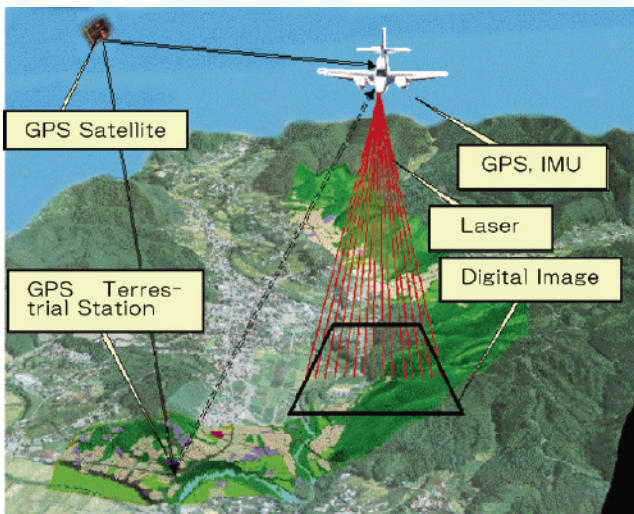 GPS Satellite
GPS, IMU
Laser
Digital Image
GPS Terres-
trial Station